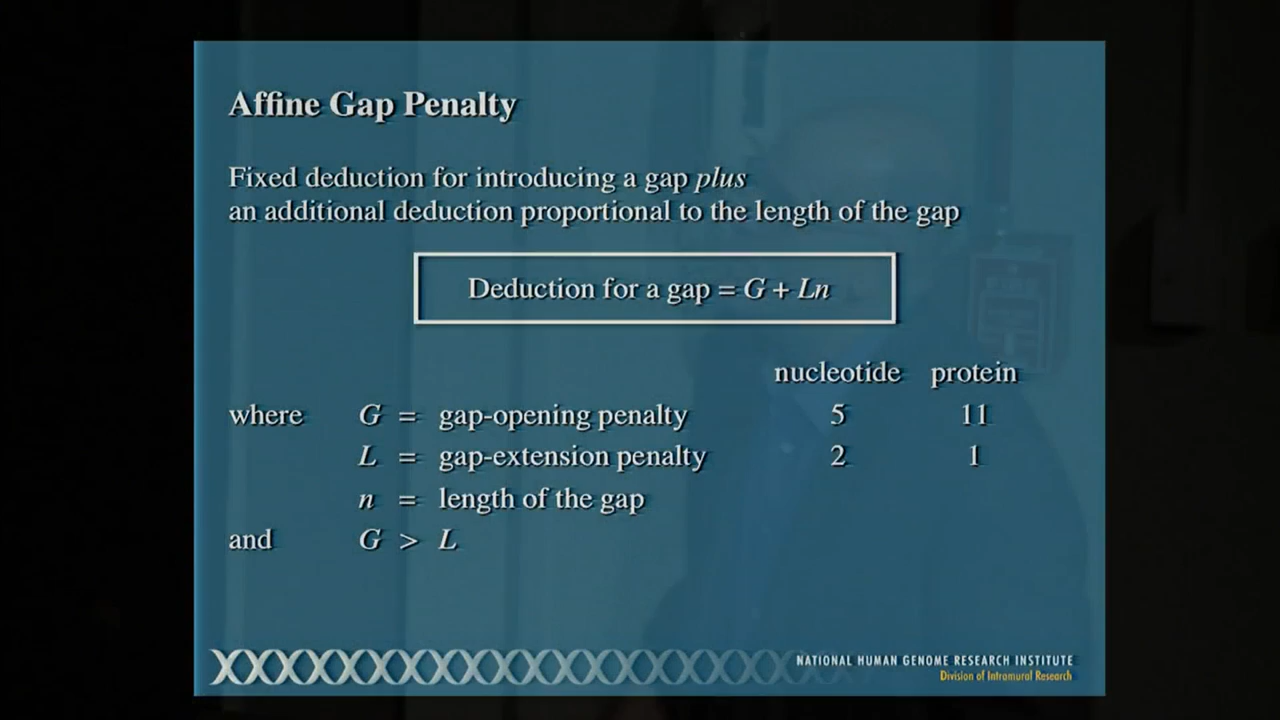 Affine Gap Penalty
Fixed deduction for introducing a gap plus
an additional deduction proportional to the length of the gap
Deduction for a gap = G + Ln
nucleotide protein
where G = gap-opening penalty 5 11
L = gap-extension penalty 2 1
n = length of the gap
and G > L
NATIONAL HUMAN GENOME RESEARCH INSTITUTE
Division of Intramural Research